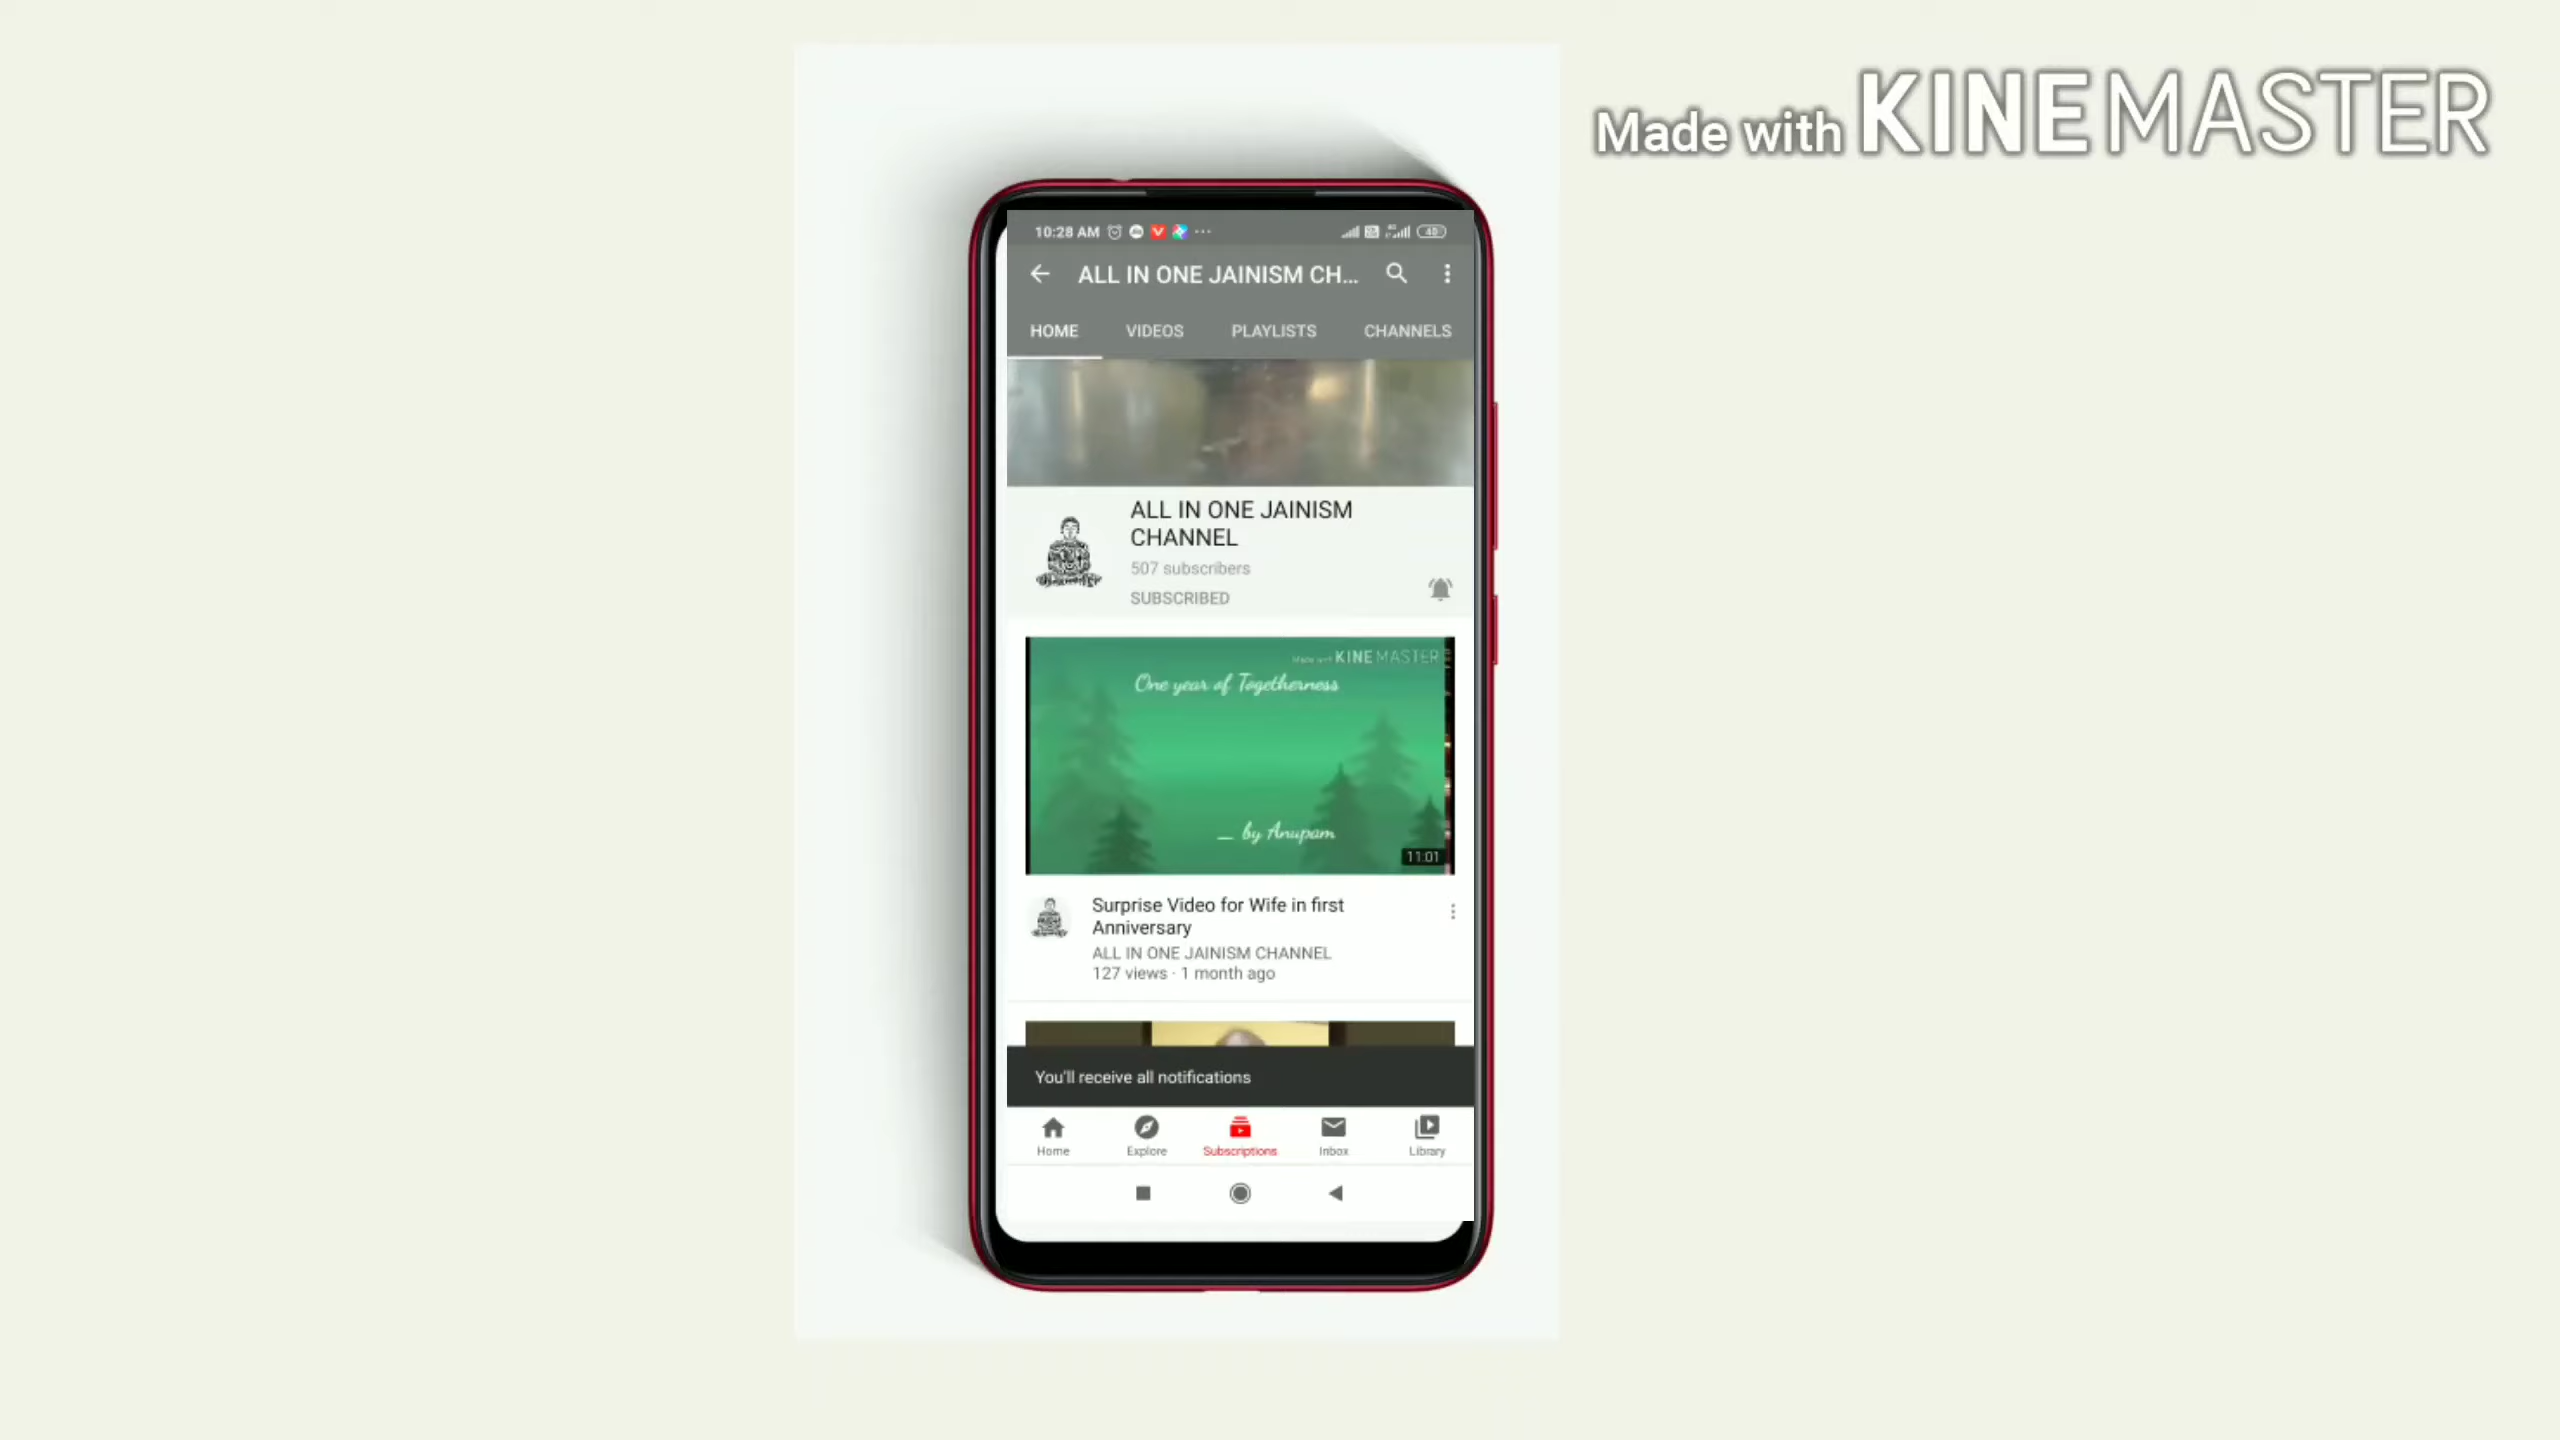 Made with KINEMASTER
10:28 AM
40
ALL IN ONE JAINISM CH...
HOME VIDEOS PLAYLISTS CHANNELS
ALL IN ONE JAINISM
CHANNEL
507 subscribers
SUBSCRIBED
Made with KINEMASTER
One year of Togetherness
_ by Anupam
11:01
Surprise Video for Wife in first
Anniversary
ALL IN ONE JAINISM CHANNEL
127 views · 1 month ago
You'll receive all notifications
Home Explore Subscriptions Inbox Library